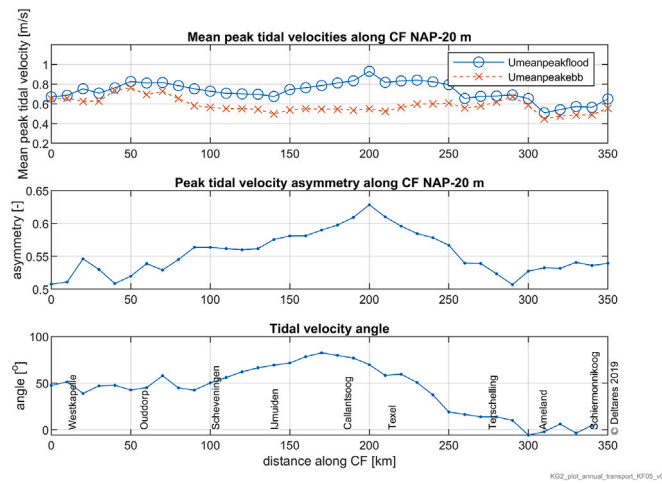 Mean peak tidal velocities along CF NAP-20 m
Mean peak tidal velocity [m/s]
1
0.8
0.6
0.4
0.2
Umeanpeakflood
Umeanpeakebb
0 50 100 150 200 250 300 350
Peak tidal velocity asymmetry along CF NAP-20 m
asymmetry [-]
0.65
0.6
0.55
0.5
0 50 100 150 200 250 300 350
Tidal velocity angle
angle [°]
100
50
0
Westkapelle
Ouddorp
Scheveningen
IJmuiden
Callantsoog
Texel
Terschelling
Ameland
Schiermonnikoog
© Deltares 2019
0 50 100 150 200 250 300 350
distance along CF [km]
KG2_plot_annual_transport_KF05_v0